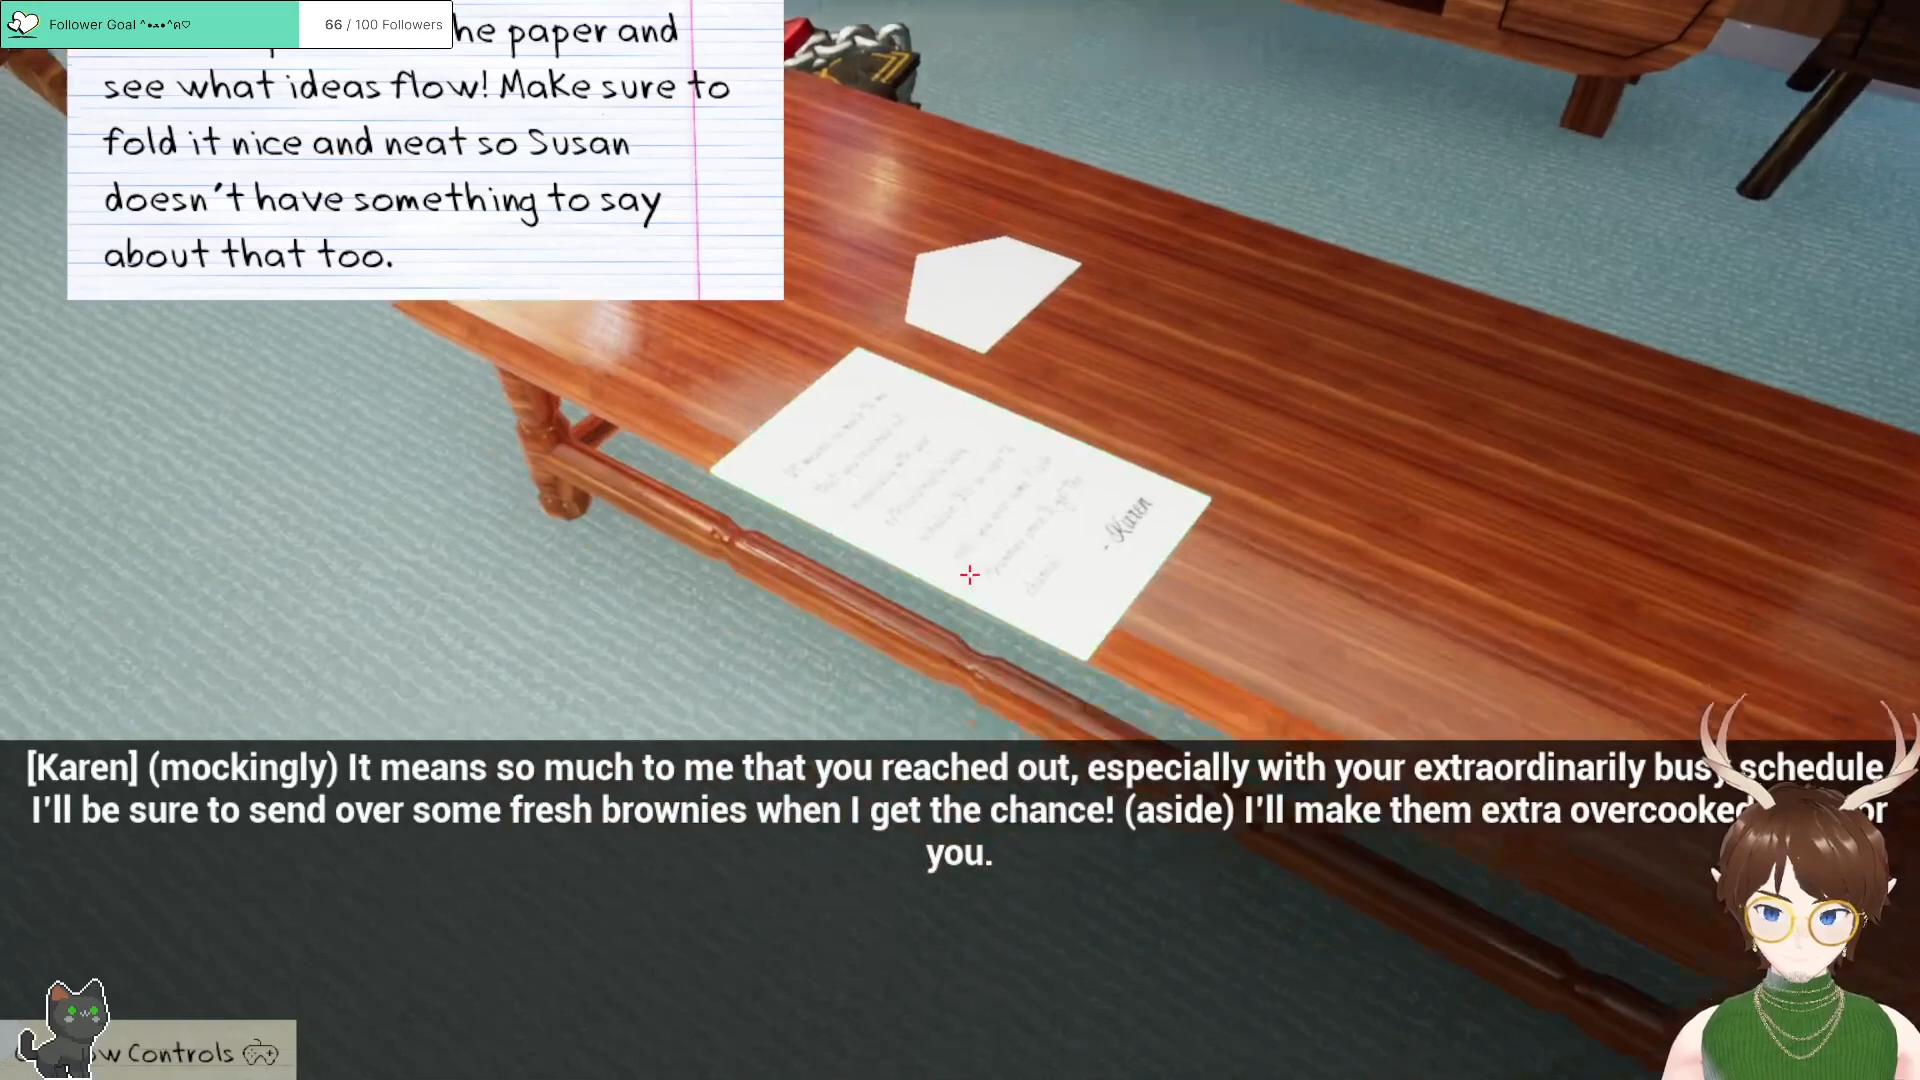 Follower Goal ^•ﻌ•^ฅ♡
66 / 100 Followers
he paper and
see what ideas flow! Make sure to
fold it nice and neat so Susan
doesn't have something to say
about that too.
- Karen
[Karen] (mockingly) It means so much to me that you reached out, especially with your extraordinarily busy schedule
I'll be sure to send over some fresh brownies when I get the chance! (aside) I'll make them extra overcooked
you.
Controls